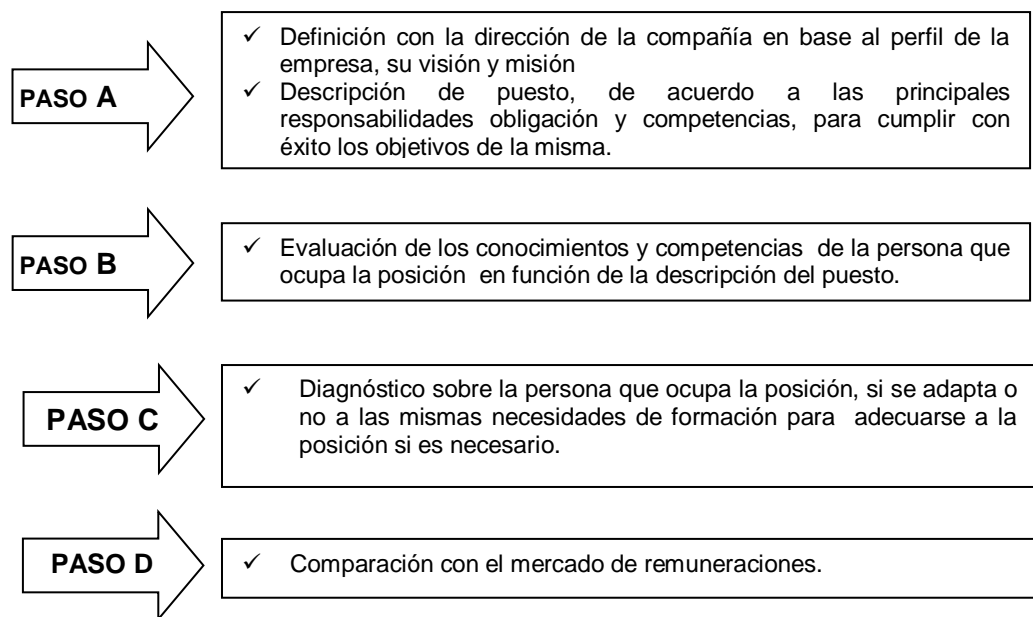 PASO A
✓ Definición con la dirección de la compañía en base al perfil de la
empresa, su visión y misión
✓ Descripción de puesto, de acuerdo a las principales
responsabilidades obligación y competencias, para cumplir con
éxito los objetivos de la misma.
PASO B
✓ Evaluación de los conocimientos y competencias de la persona que
ocupa la posición en función de la descripción del puesto.
PASO C
✓ Diagnóstico sobre la persona que ocupa la posición, si se adapta o
no a las mismas necesidades de formación para adecuarse a la
posición si es necesario.
PASO D
✓ Comparación con el mercado de remuneraciones.